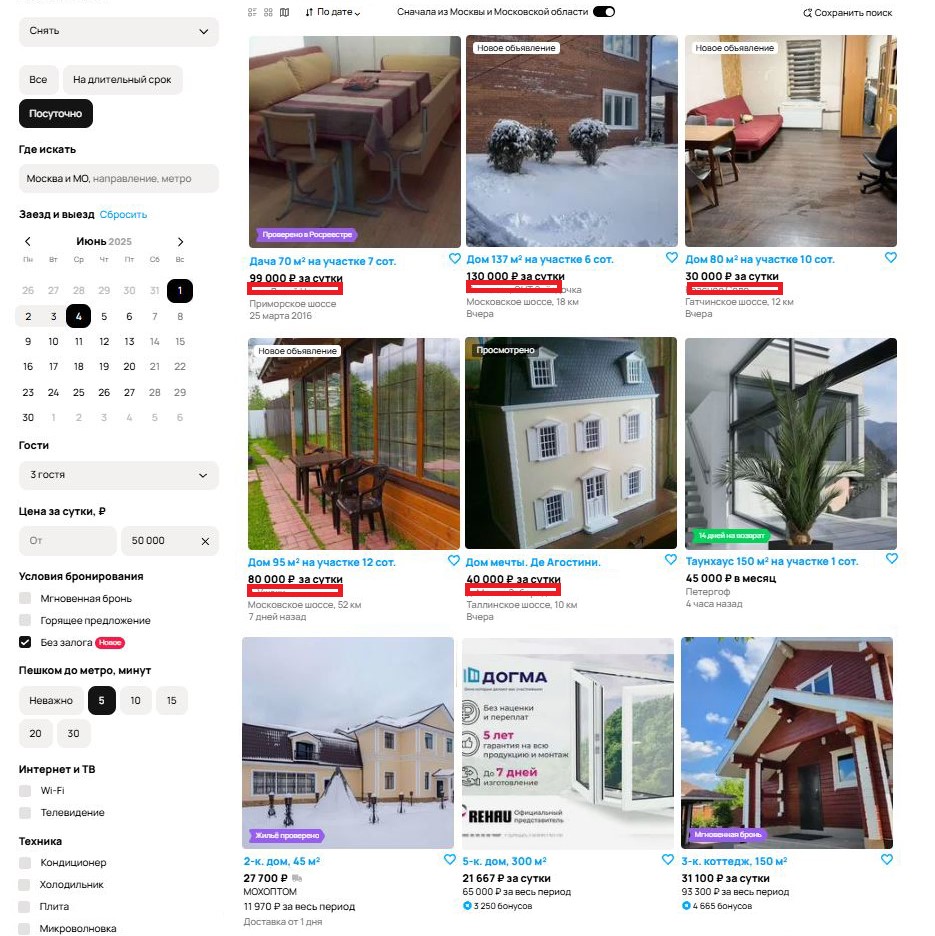 Снять
Все
На длительный срок
Посуточно
Где искать
Москва и МО, направление, метро
Заезд и выезд Сбросить
Июнь 2025
Пн Вт Ср Чт Пт Сб Вс
26 27 28 29 30 31 1
2 3 4 5 6 7 8
9 10 11 12 13 14 15
16 17 18 19 20 21 22
23 24 25 26 27 28 29
30 1 2 3 4 5 6
Гости
3 гостя
Цена за сутки, ₽
От
50 000
Условия бронирования
Мгновенная бронь
Горящее предложение
Без залога Новое
Пешком до метро, минут
Неважно 5 10 15
20 30
Интернет и ТВ
Wi-Fi
Телевидение
Техника
Кондиционер
Холодильник
Плита
Микроволновка
По дате
Сначала из Москвы и Московской области
Сохранить поиск
Проверено в Росреестре
Дача 70 м² на участке 7 сот.
99 000 ₽ за сутки
Приморское шоссе
25 марта 2016
Новое объявление
Дом 137 м² на участке 6 сот.
130 000 ₽ за сутки
Московское шоссе, 18 км
Вчера
Новое объявление
Дом 80 м² на участке 10 сот.
30 000 ₽ за сутки
Гатчинское шоссе, 12 км
Вчера
Новое объявление
Дом 95 м² на участке 12 сот.
80 000 ₽ за сутки
Московское шоссе, 52 км
7 дней назад
Просмотрено
Дом мечты. Де Агостини.
40 000 ₽ за сутки
Таллинское шоссе, 10 км
Вчера
14 дней на возврат
Таунхаус 150 м² на участке 1 сот.
45 000 ₽ в месяц
Петергоф
4 часа назад
Жильё проверено
2-к. дом, 45 м²
27 700 ₽
МОХОПТОМ
11 970 ₽ за весь период
Доставка от 1 дня
ДОГМА
Без наценки
и переплат
5 лет
гарантия на всю
продукцию и монтаж
До 7 дней
изготовление
REHAU Официальный
представитель
5-к. дом, 300 м²
21 667 ₽ за сутки
65 000 ₽ за весь период
3 250 бонусов
Мгновенная бронь
3-к. коттедж, 150 м²
31 100 ₽ за сутки
93 300 ₽ за весь период
4 665 бонусов